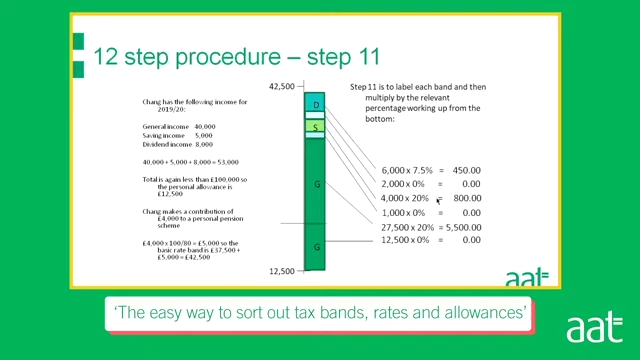 12 step procedure – step 11
Chang has the following income for
2019/20:
General income 40,000
Saving income 5,000
Dividend income 8,000
40,000 + 5,000 + 8,000 = 53,000
Total is again less than £100,000 so
the personal allowance is
£12,500
Chang makes a contribution of
£4,000 to a personal pension
scheme
£4,000 x 100/80 = £5,000 so the
basic rate band is £37,500 +
£5,000 = £42,500
42,500
D
S
G
G
12,500
Step 11 is to label each band and then
multiply by the relevant
percentage working up from the
bottom:
6,000 x 7.5% = 450.00
2,000 x 0% = 0.00
4,000 x 20% = 800.00
1,000 x 0% = 0.00
27,500 x 20% = 5,500.00
12,500 x 0% = 0.00
aat
‘The easy way to sort out tax bands, rates and allowances’
aat